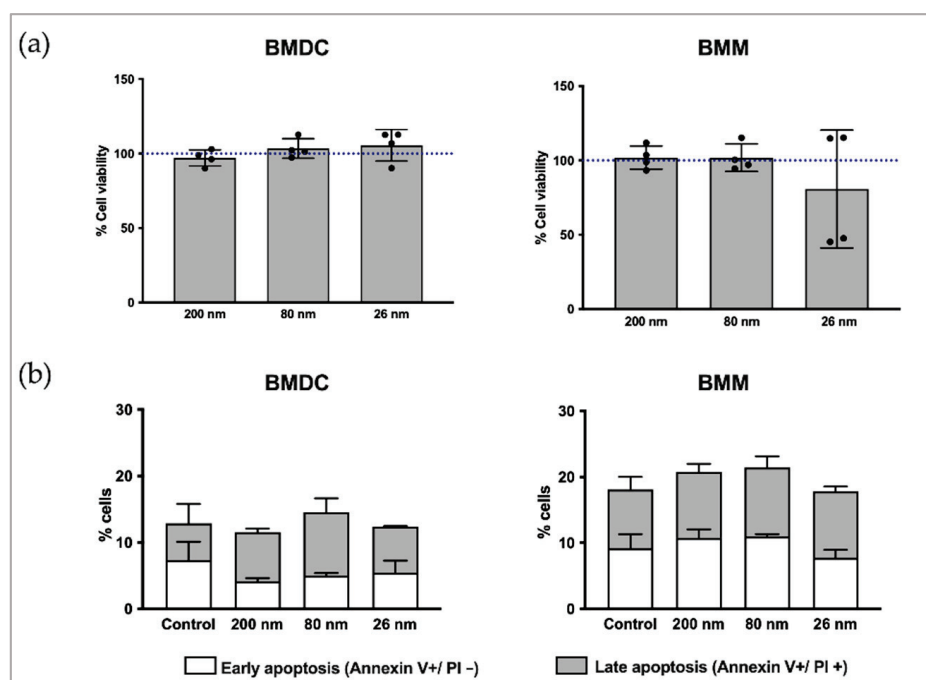 (a)
BMDC
% Cell viability
150
100
50
0
200 nm 80 nm 26 nm
BMM
% Cell viability
150
100
50
0
200 nm 80 nm 26 nm
(b)
BMDC
% cells
30
20
10
0
Control 200 nm 80 nm 26 nm
BMM
% cells
30
20
10
0
Control 200 nm 80 nm 26 nm
Early apoptosis (Annexin V+/ PI –)
Late apoptosis (Annexin V+/ PI +)